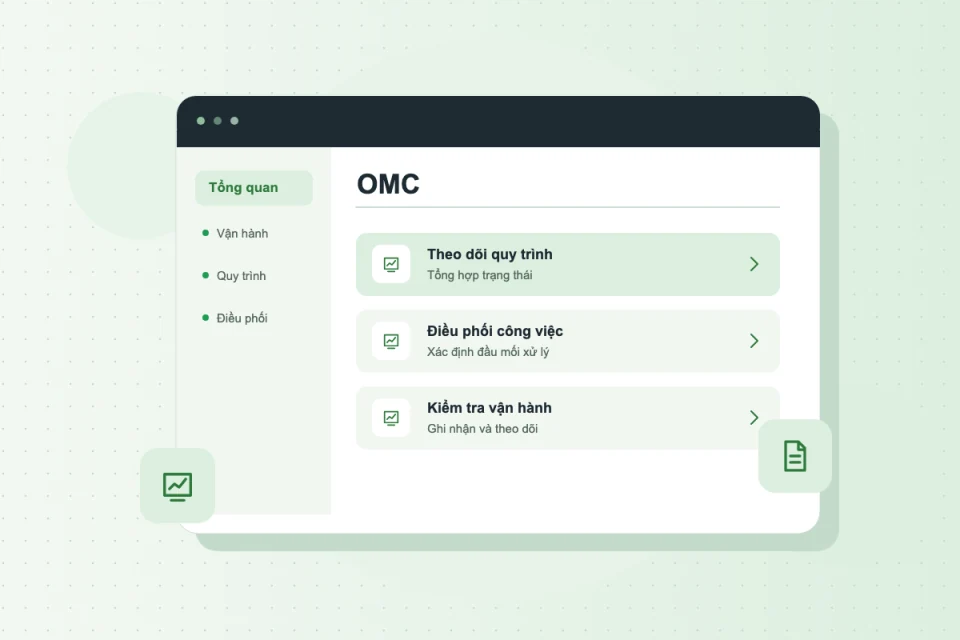 Tổng quan
Vận hành
Quy trình
Điều phối
OMC
Theo dõi quy trình
Tổng hợp trạng thái
Điều phối công việc
Xác định đầu mối xử lý
Kiểm tra vận hành
Ghi nhận và theo dõi